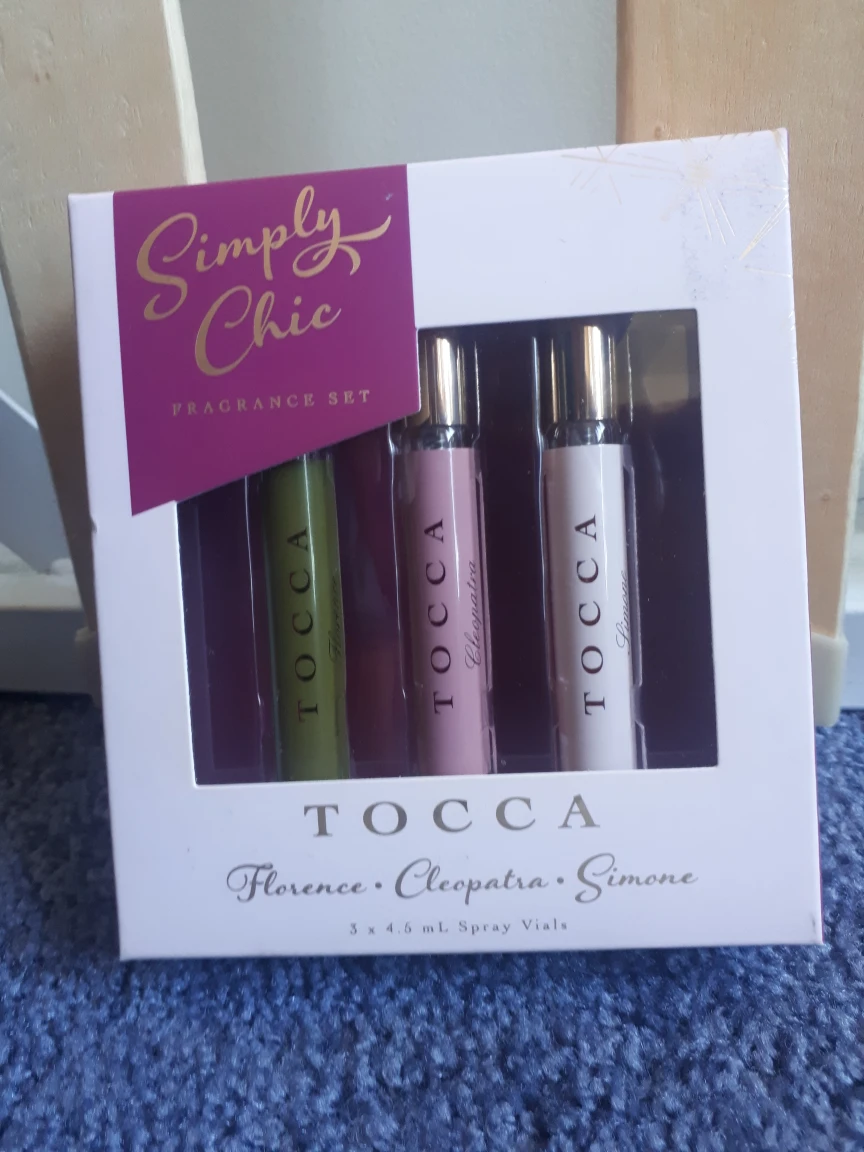 Simply
Chic
FRAGRANCE SET
TOCCA
Florence
TOCCA
Cleopatra
TOCCA
Simone
TOCCA
Florence • Cleopatra • Simone
3 x 4.5 mL Spray Vials